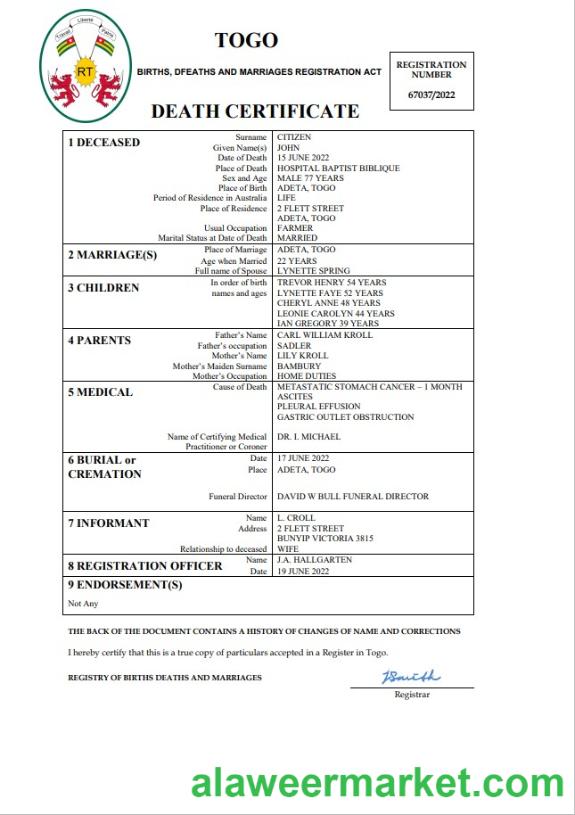 Travail Liberté Patrie
RT
TOGO
BIRTHS, DFEATHS AND MARRIAGES REGISTRATION ACT
REGISTRATION
NUMBER
67037/2022
DEATH CERTIFICATE
1 DECEASED
Surname CITIZEN
Given Name(s) JOHN
Date of Death 15 JUNE 2022
Place of Death HOSPITAL BAPTIST BIBLIQUE
Sex and Age MALE 77 YEARS
Place of Birth ADETA, TOGO
Period of Residence in Australia LIFE
Place of Residence 2 FLETT STREET
ADETA, TOGO
Usual Occupation FARMER
Marital Status at Date of Death MARRIED
2 MARRIAGE(S)
Place of Marriage ADETA, TOGO
Age when Married 22 YEARS
Full name of Spouse LYNETTE SPRING
3 CHILDREN
In order of birth TREVOR HENRY 54 YEARS
names and ages LYNETTE FAYE 52 YEARS
CHERYL ANNE 48 YEARS
LEONIE CAROLYN 44 YEARS
IAN GREGORY 39 YEARS
4 PARENTS
Father's Name CARL WILLIAM KROLL
Father's occupation SADLER
Mother's Name LILY KROLL
Mother's Maiden Surname BAMBURY
Mother's Occupation HOME DUTIES
5 MEDICAL
Cause of Death METASTATIC STOMACH CANCER – 1 MONTH
ASCITES
PLEURAL EFFUSION
GASTRIC OUTLET OBSTRUCTION
Name of Certifying Medical DR. I. MICHAEL
Practitioner or Coroner
6 BURIAL or
CREMATION
Date 17 JUNE 2022
Place ADETA, TOGO
Funeral Director DAVID W BULL FUNERAL DIRECTOR
7 INFORMANT
Name L. CROLL
Address 2 FLETT STREET
BUNYIP VICTORIA 3815
Relationship to deceased WIFE
8 REGISTRATION OFFICER
Name J.A. HALLGARTEN
Date 19 JUNE 2022
9 ENDORSEMENT(S)
Not Any
THE BACK OF THE DOCUMENT CONTAINS A HISTORY OF CHANGES OF NAME AND CORRECTIONS
I hereby certify that this is a true copy of particulars accepted in a Register in Togo.
REGISTRY OF BIRTHS DEATHS AND MARRIAGES
Registrar
alaweermarket.com